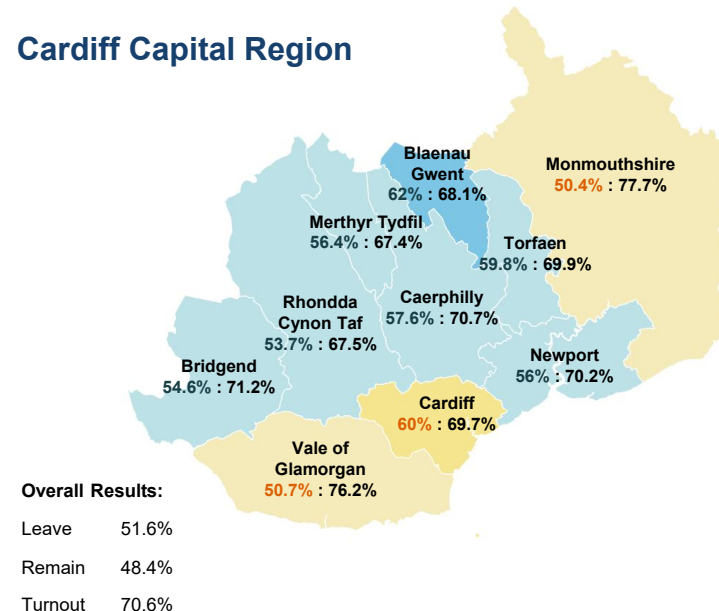 Cardiff Capital Region
Blaenau
Gwent
62% : 68.1%
Monmouthshire
50.4% : 77.7%
Merthyr Tydfil
56.4% : 67.4%
Torfaen
59.8% : 69.9%
Rhondda
Cynon Taf
53.7% : 67.5%
Caerphilly
57.6% : 70.7%
Bridgend
54.6% : 71.2%
Newport
56% : 70.2%
Cardiff
60% : 69.7%
Vale of
Glamorgan
50.7% : 76.2%
Overall Results:
Leave 51.6%
Remain 48.4%
Turnout 70.6%